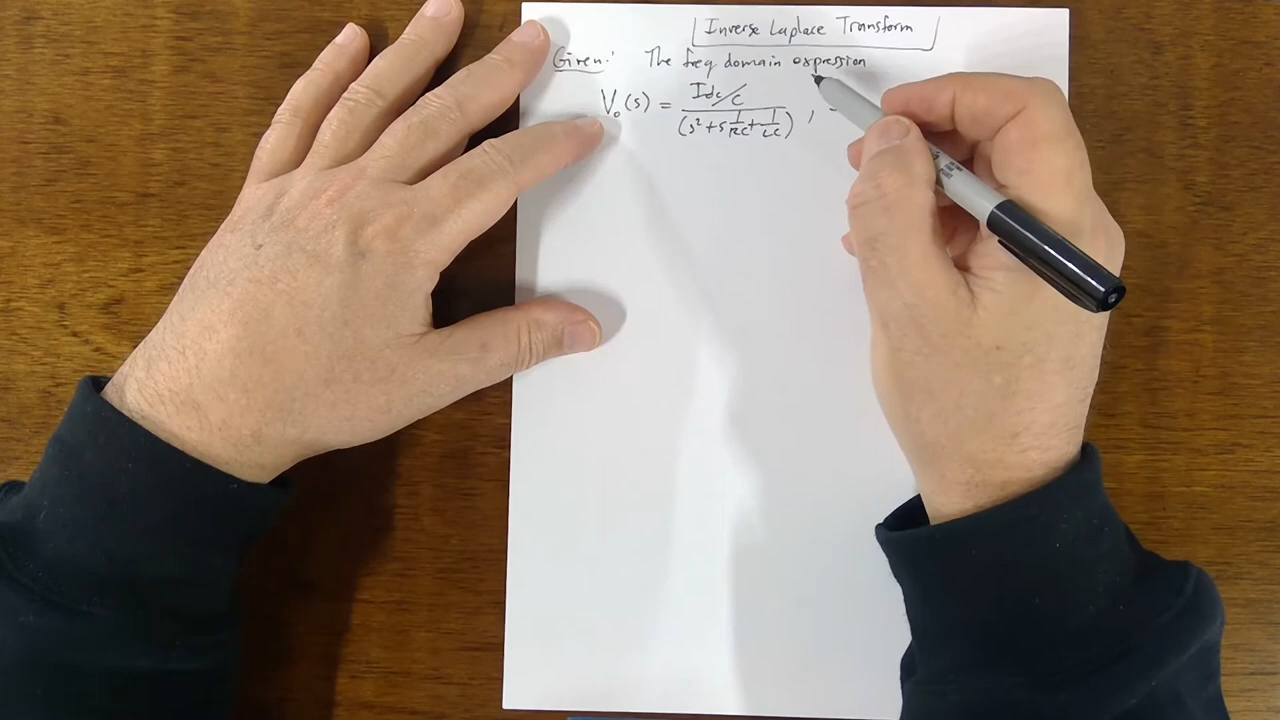 Inverse Laplace Transform
Given: The freq domain expression
V₀(s) = Idc/C / (s² + s 1/RC + 1/LC) ,